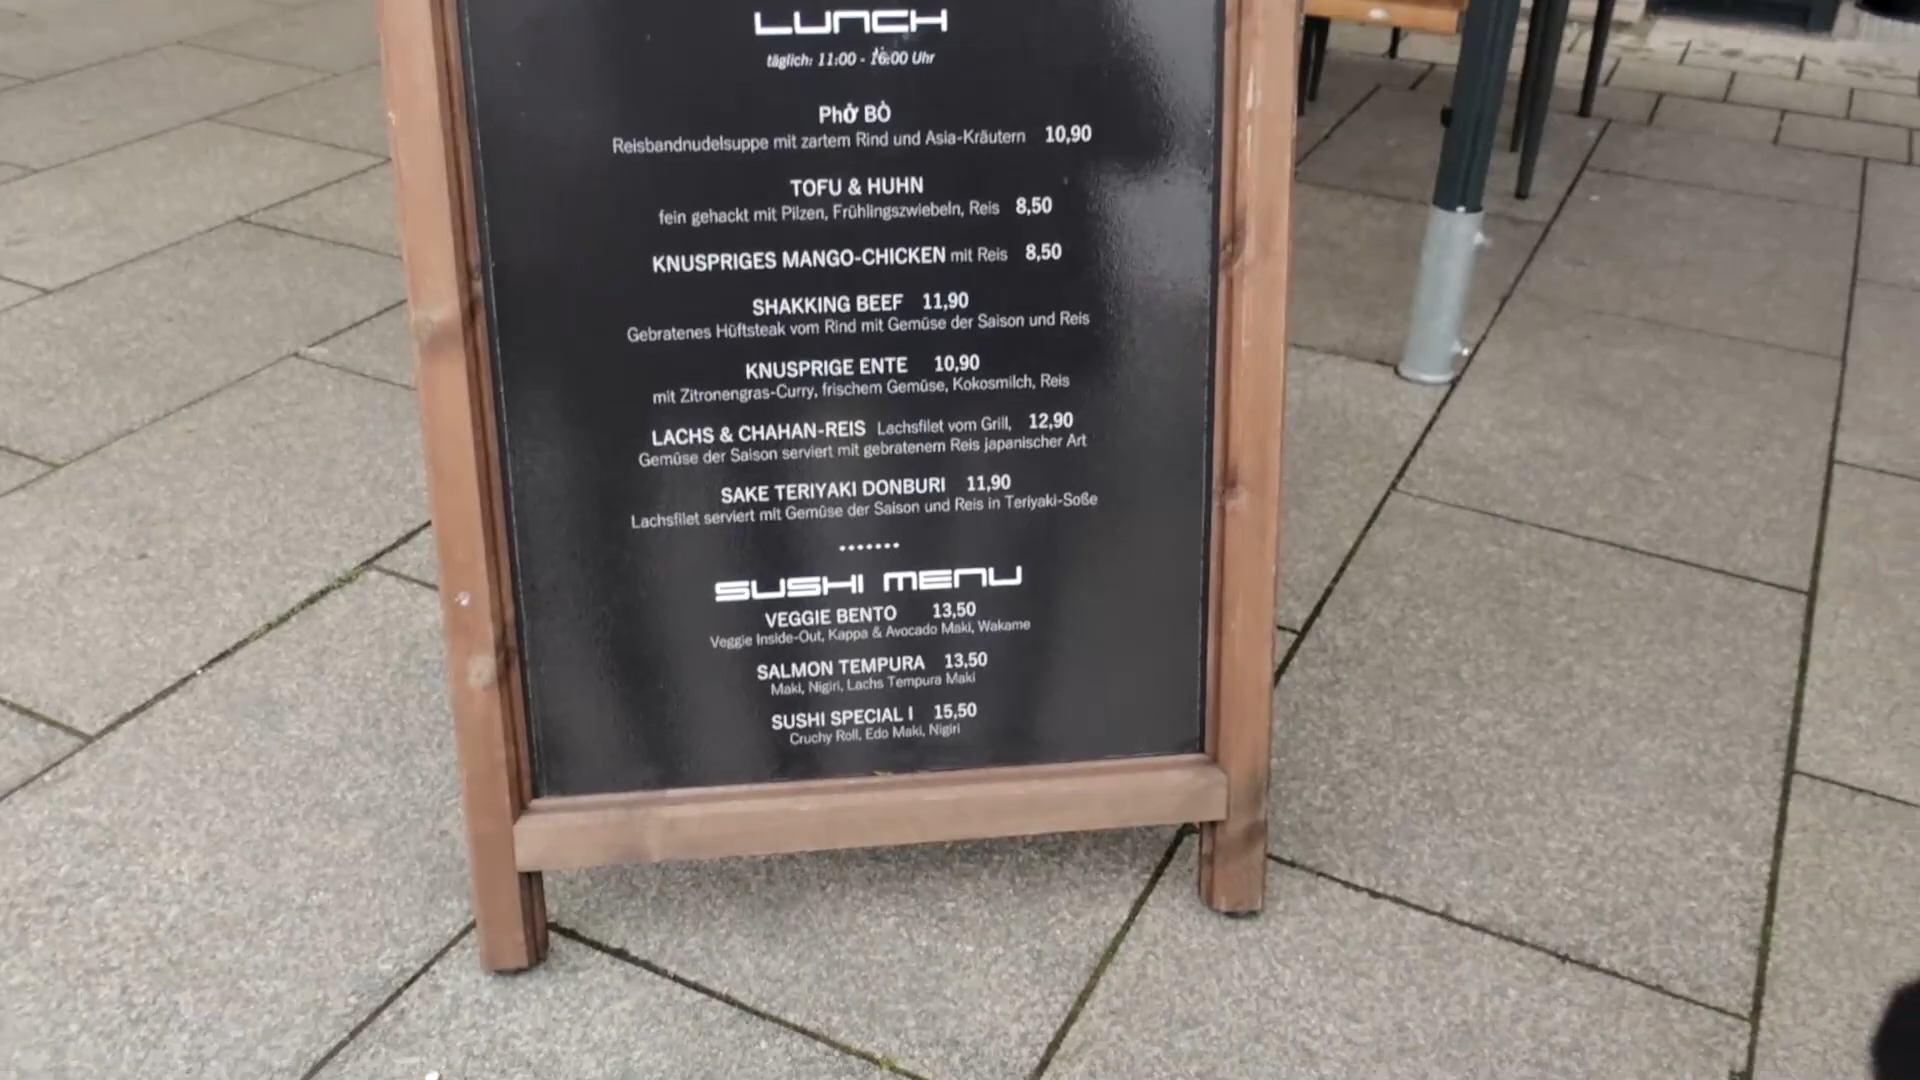 LUNCH
täglich: 11:00 - 16:00 Uhr
Phở BÒ
Reisbandnudelsuppe mit zartem Rind und Asia-Kräutern 10,90
TOFU & HUHN
fein gehackt mit Pilzen, Frühlingszwiebeln, Reis 8,50
KNUSPRIGES MANGO-CHICKEN mit Reis 8,50
SHAKKING BEEF 11,90
Gebratenes Hüftsteak vom Rind mit Gemüse der Saison und Reis
KNUSPRIGE ENTE 10,90
mit Zitronengras-Curry, frischem Gemüse, Kokosmilch, Reis
LACHS & CHAHAN-REIS Lachsfilet vom Grill, 12,90
Gemüse der Saison serviert mit gebratenem Reis japanischer Art
SAKE TERIYAKI DONBURI 11,90
Lachsfilet serviert mit Gemüse der Saison und Reis in Teriyaki-Soße
SUSHI MENU
VEGGIE BENTO 13,50
Veggie Inside-Out, Kappa & Avocado Maki, Wakame
SALMON TEMPURA 13,50
Maki, Nigiri, Lachs Tempura Maki
SUSHI SPECIAL I 15,50
Cruchy Roll, Edo Maki, Nigiri